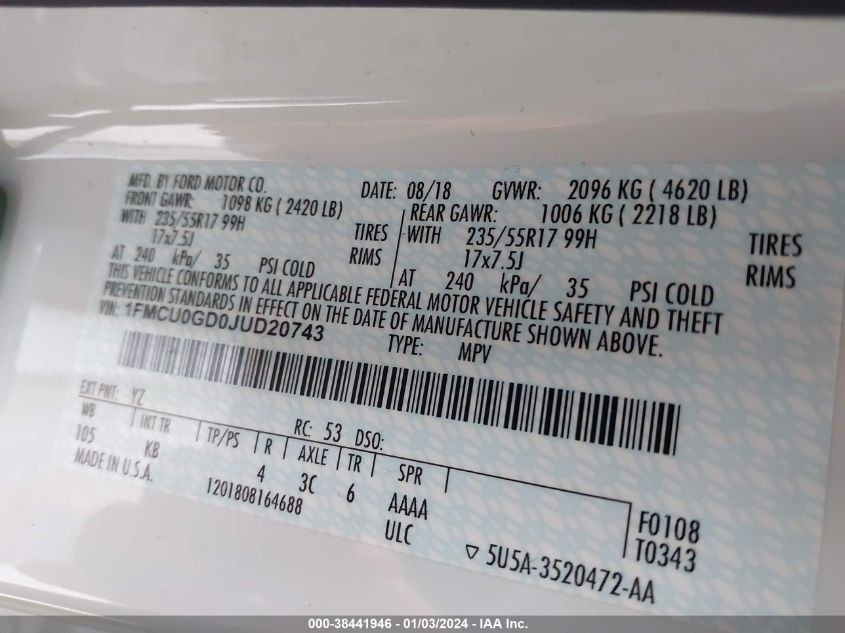 MFD. BY FORD MOTOR CO. DATE: 08/18 GVWR: 2096 KG ( 4620 LB)
FRONT GAWR: 1098 KG ( 2420 LB) REAR GAWR: 1006 KG ( 2218 LB)
WITH 235/55R17 99H TIRES WITH 235/55R17 99H TIRES
17x7.5J RIMS 17x7.5J RIMS
AT 240 kPa/ 35 PSI COLD AT 240 kPa/ 35 PSI COLD
THIS VEHICLE CONFORMS TO ALL APPLICABLE FEDERAL MOTOR VEHICLE SAFETY AND THEFT
PREVENTION STANDARDS IN EFFECT ON THE DATE OF MANUFACTURE SHOWN ABOVE.
VIN: 1FMCU0GD0JUD20743 TYPE: MPV
EXT PNT: YZ RC: 53 DSO:
WB INT TR TP/PS R AXLE TR SPR
105 KB 4 3C 6 AAAA F0108
MADE IN U.S.A. 1201808164688 ULC T0343
▽ 5U5A-3520472-AA
000-38441946 - 01/03/2024 - IAA Inc.